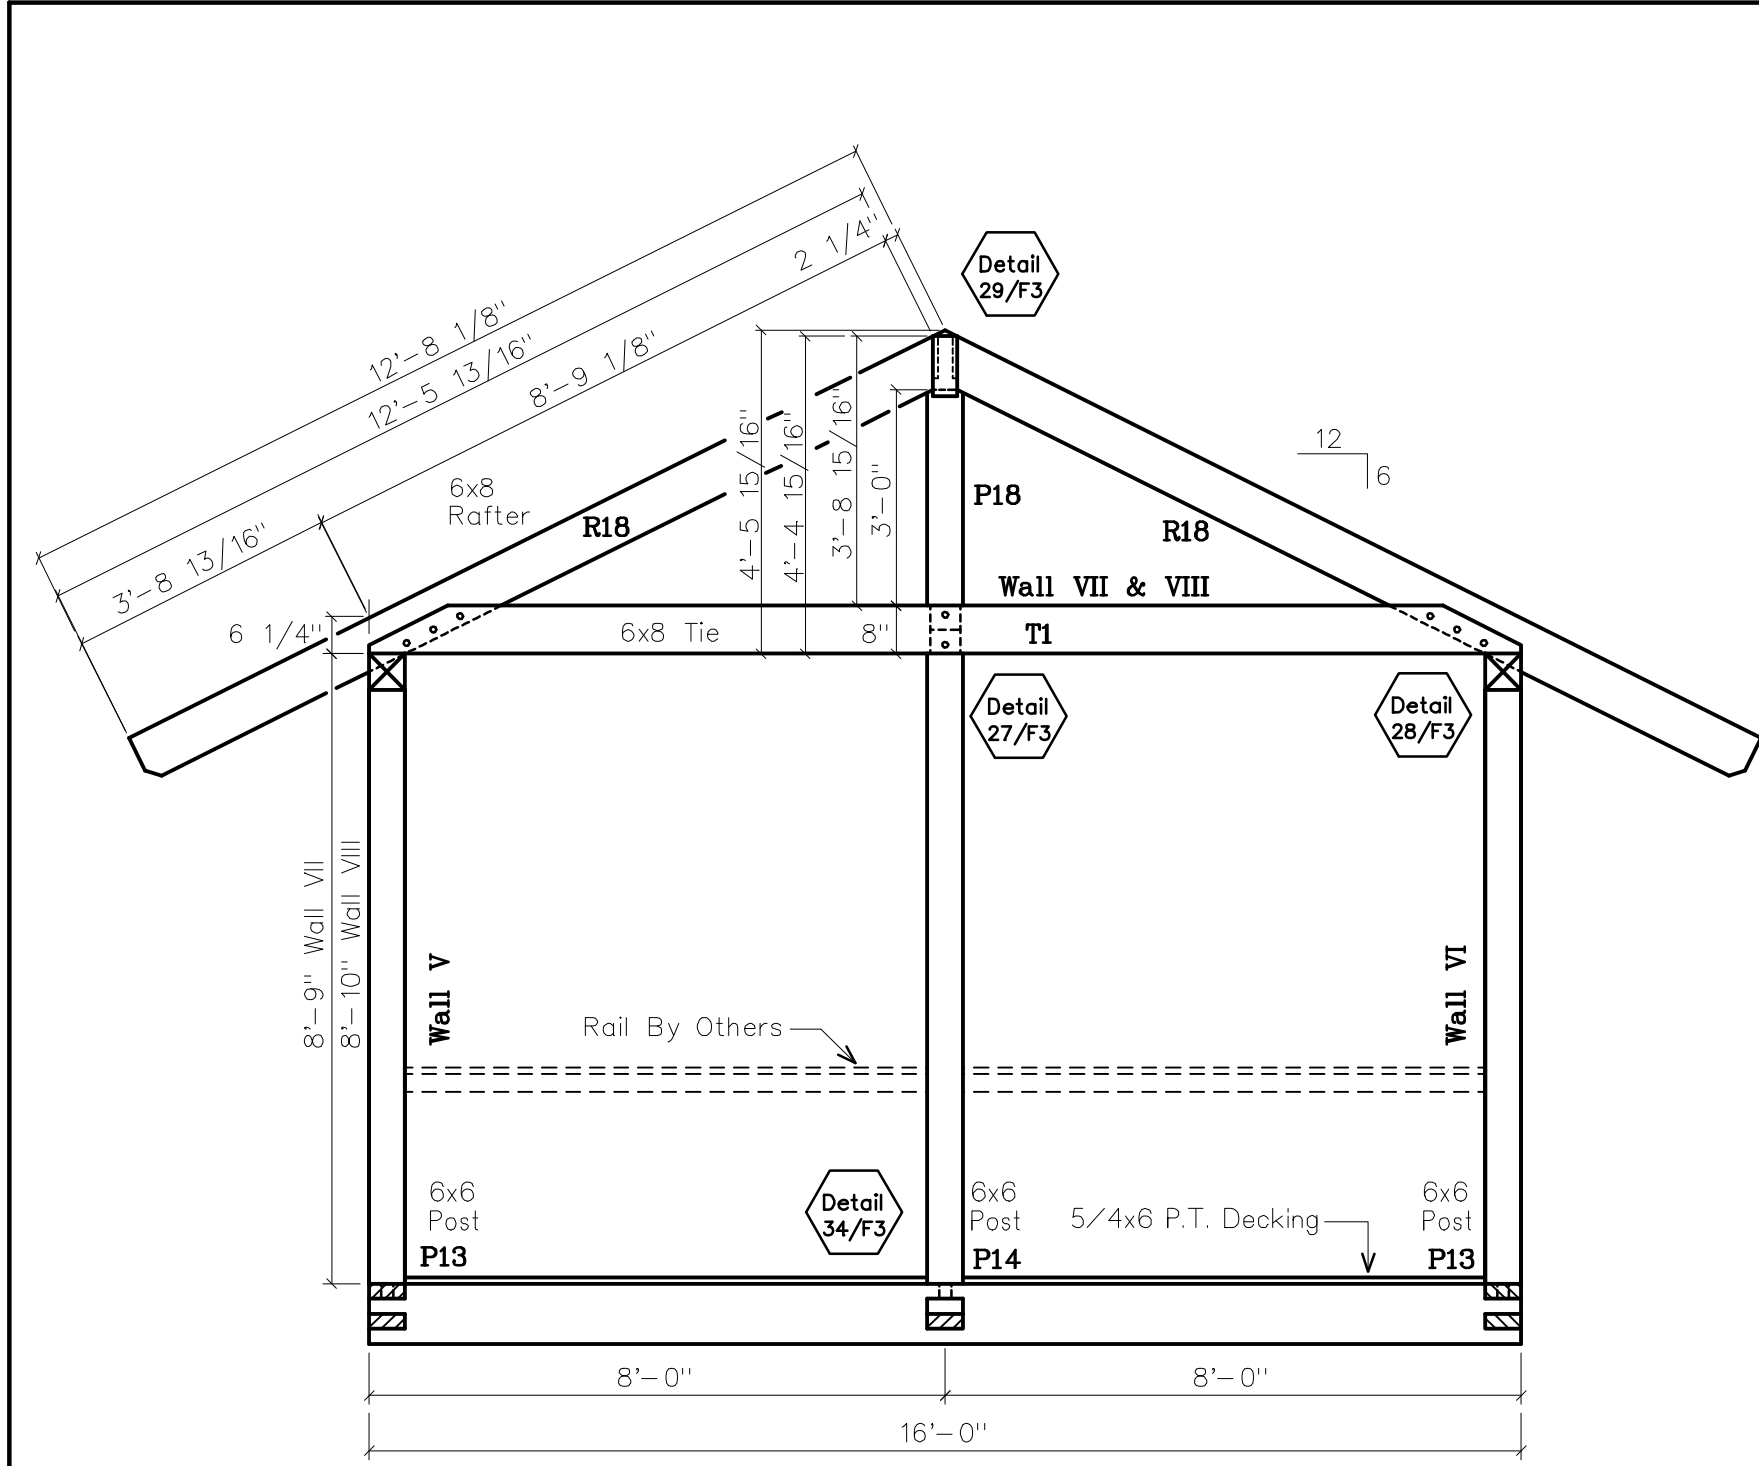 Detail
29/F3
2 1/4"
12'-8 1/8"
12'-5 13/16"
8'-9 1/8"
3'-8 13/16"
6 1/4"
6x8
Rafter
R18
4'-5 15/16"
4'-4 15/16"
3'-8 15/16"
3'-0"
8"
P18
R18
12
6
Wall VII & VIII
6x8 Tie
T1
Detail
27/F3
Detail
28/F3
8'-9" Wall VII
8'-10" Wall VIII
Wall V
Wall VI
Rail By Others
6x6
Post
P13
Detail
34/F3
6x6
Post
P14
5/4x6 P.T. Decking
6x6
Post
P13
8'-0"
8'-0"
16'-0"